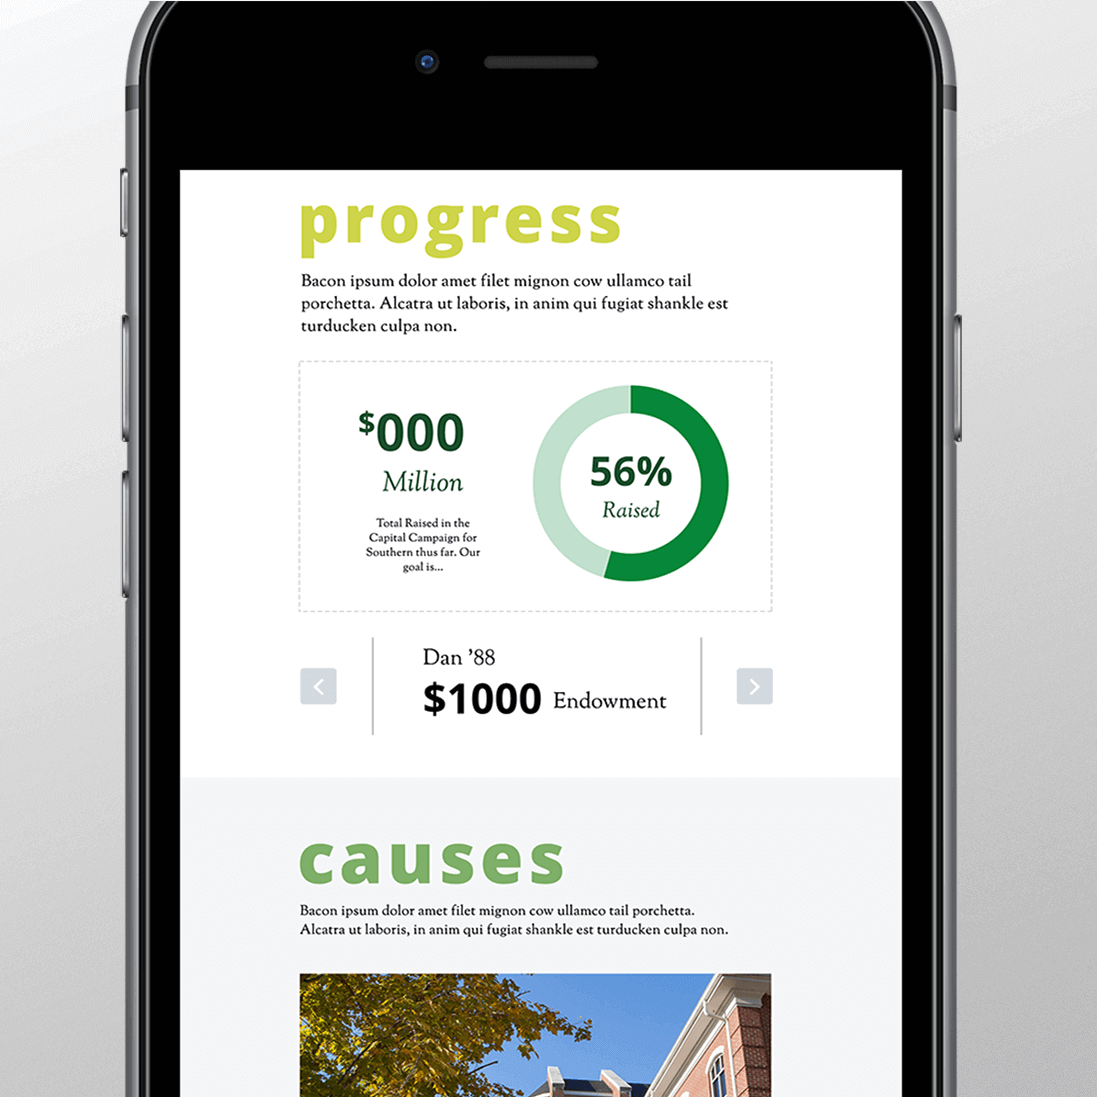 progress
Bacon ipsum dolor amet filet mignon cow ullamco tail
porchetta. Alcatra ut laboris, in anim qui fugiat shankle est
turducken culpa non.
$000
Million
Total Raised in the
Capital Campaign for
Southern thus far. Our
goal is...
56%
Raised
Dan ’88
$1000 Endowment
causes
Bacon ipsum dolor amet filet mignon cow ullamco tail porchetta.
Alcatra ut laboris, in anim qui fugiat shankle est turducken culpa non.